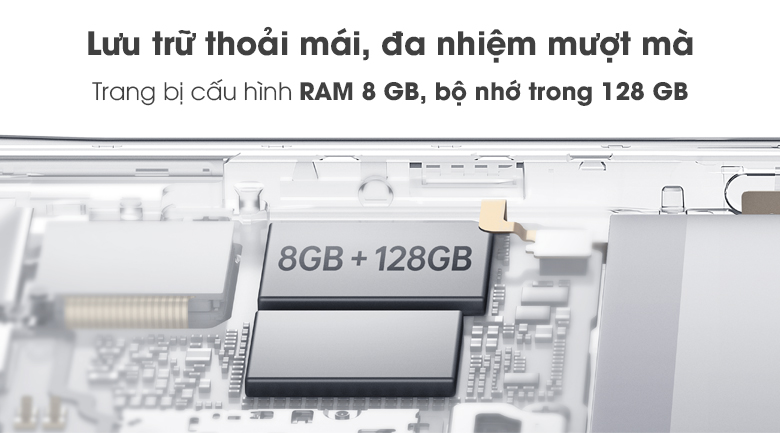 Lưu trữ thoải mái, đa nhiệm mượt mà
Trang bị cấu hình RAM 8 GB, bộ nhớ trong 128 GB
8GB + 128GB